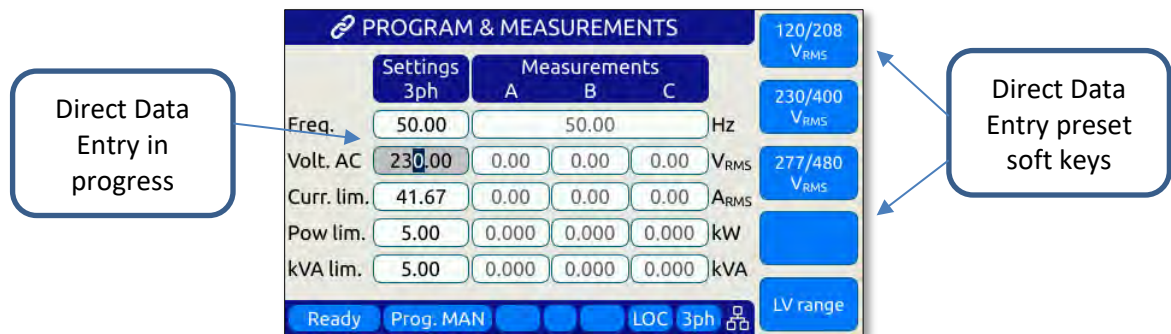 PROGRAM & MEASUREMENTS
Settings 3ph
Measurements
A B C
Freq. 50.00 50.00 Hz
Volt. AC 230.00 0.00 0.00 0.00 VRMS
Curr. lim. 41.67 0.00 0.00 0.00 ARMS
Pow lim. 5.00 0.000 0.000 0.000 kW
kVA lim. 5.00 0.000 0.000 0.000 kVA
Ready Prog. MAN LOC 3ph
120/208
VRMS
230/400
VRMS
277/480
VRMS
LV range
Direct Data
Entry in
progress
Direct Data
Entry preset
soft keys